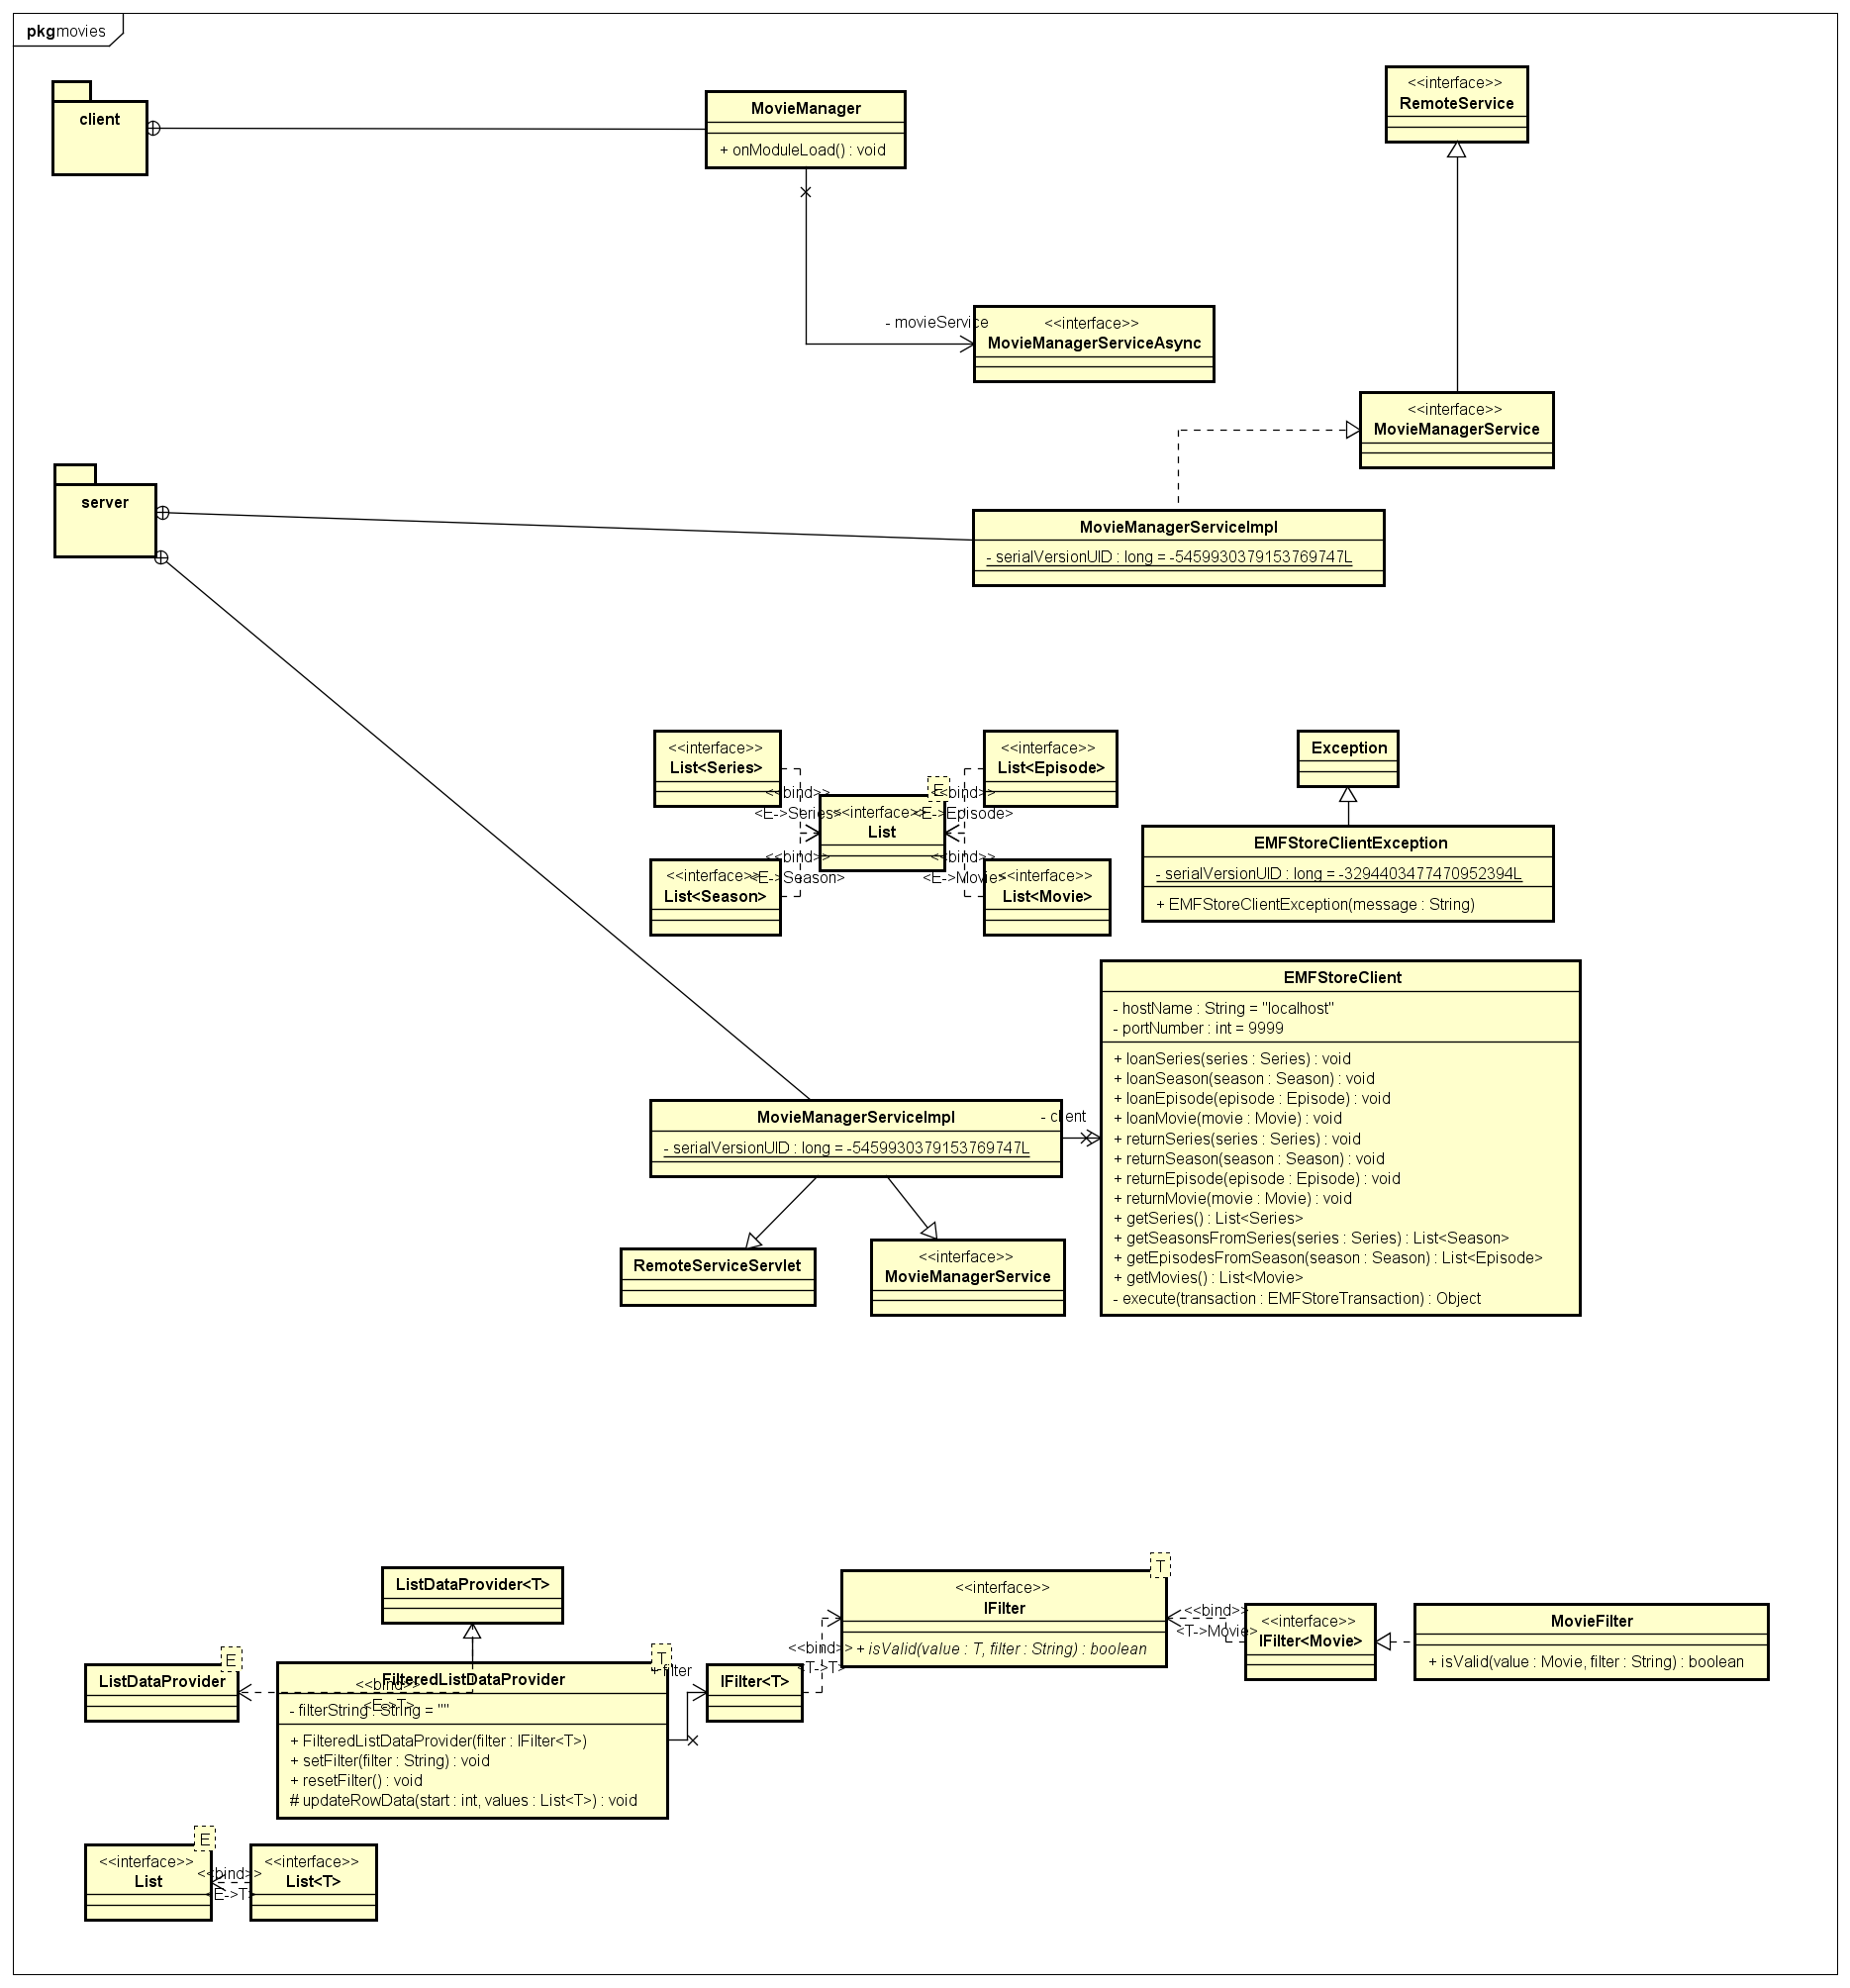 pkgmovies
client
MovieManager
+ onModuleLoad() : void
<<interface>>
RemoteService
- movieService
<<interface>>
MovieManagerServiceAsync
<<interface>>
MovieManagerService
server
MovieManagerServiceImpl
- serialVersionUID : long = -5459930379153769747L
<<interface>>
List<Series>
<<interface>>
List<Episode>
<<bind>>
<E->Series>
E
<<interface>>
List
<<bind>>
<E->Episode>
<<bind>>
<E->Season>
<<bind>>
<E->Movie>
<<interface>>
List<Season>
<<interface>>
List<Movie>
Exception
EMFStoreClientException
- serialVersionUID : long = -3294403477470952394L
+ EMFStoreClientException(message : String)
EMFStoreClient
- hostName : String = "localhost"
- portNumber : int = 9999
+ loanSeries(series : Series) : void
+ loanSeason(season : Season) : void
+ loanEpisode(episode : Episode) : void
+ loanMovie(movie : Movie) : void
+ returnSeries(series : Series) : void
+ returnSeason(season : Season) : void
+ returnEpisode(episode : Episode) : void
+ returnMovie(movie : Movie) : void
+ getSeries() : List<Series>
+ getSeasonsFromSeries(series : Series) : List<Season>
+ getEpisodesFromSeason(season : Season) : List<Episode>
+ getMovies() : List<Movie>
- execute(transaction : EMFStoreTransaction) : Object
MovieManagerServiceImpl
- serialVersionUID : long = -5459930379153769747L
- client
RemoteServiceServlet
<<interface>>
MovieManagerService
ListDataProvider<T>
E
ListDataProvider
<<bind>>
<E->T>
T
FilteredListDataProvider
- filterString : String = ""
+ FilteredListDataProvider(filter : IFilter<T>)
+ setFilter(filter : String) : void
+ resetFilter() : void
# updateRowData(start : int, values : List<T>) : void
+ filter
IFilter<T>
<<bind>>
<T->T>
T
<<interface>>
IFilter
+ isValid(value : T, filter : String) : boolean
<<bind>>
<T->Movie>
<<interface>>
IFilter<Movie>
MovieFilter
+ isValid(value : Movie, filter : String) : boolean
E
<<interface>>
List
<<bind>>
<E->T>
<<interface>>
List<T>